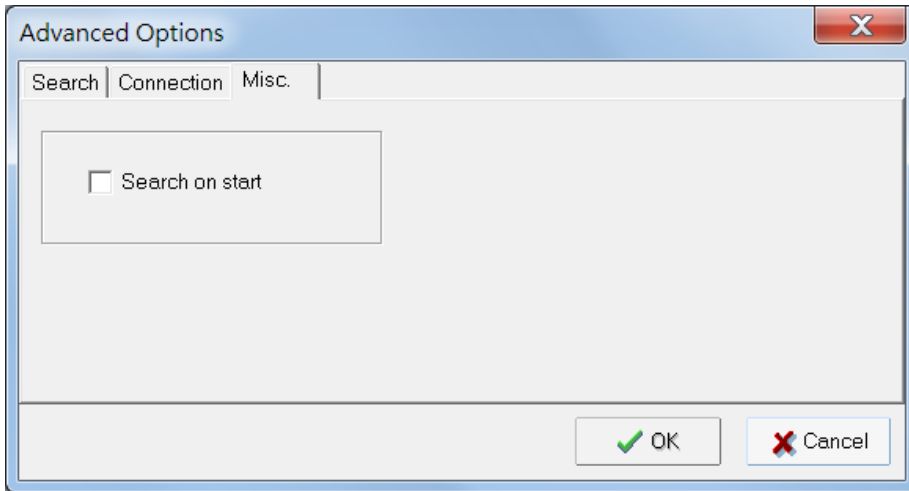 Advanced Options
Search Connection Misc.
Search on start
OK Cancel